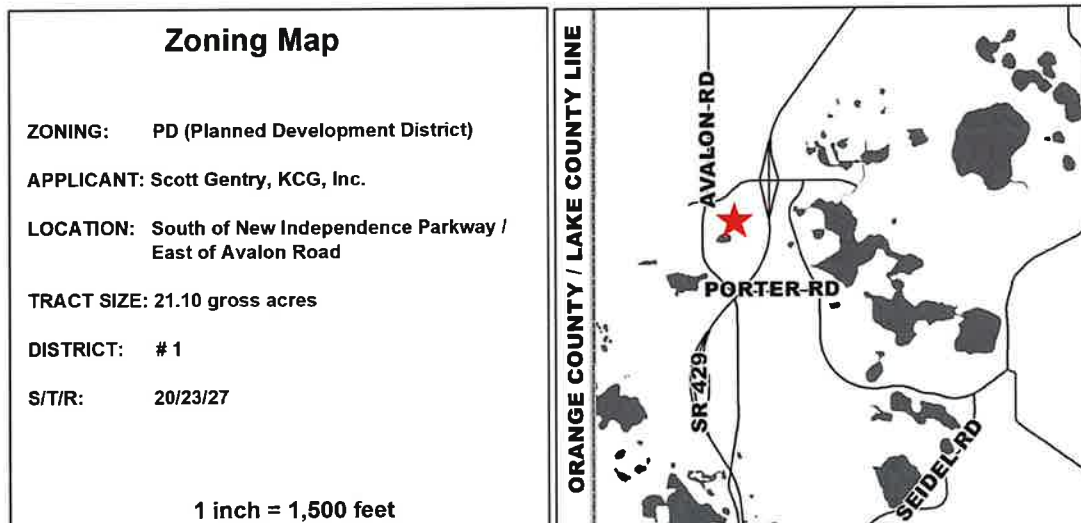 Zoning Map
ZONING: PD (Planned Development District)
APPLICANT: Scott Gentry, KCG, Inc.
LOCATION: South of New Independence Parkway /
East of Avalon Road
TRACT SIZE: 21.10 gross acres
DISTRICT: # 1
S/T/R: 20/23/27
1 inch = 1,500 feet
ORANGE COUNTY / LAKE COUNTY LINE
AVALON-RD
PORTER-RD
SR-429
SEIDEL-RD